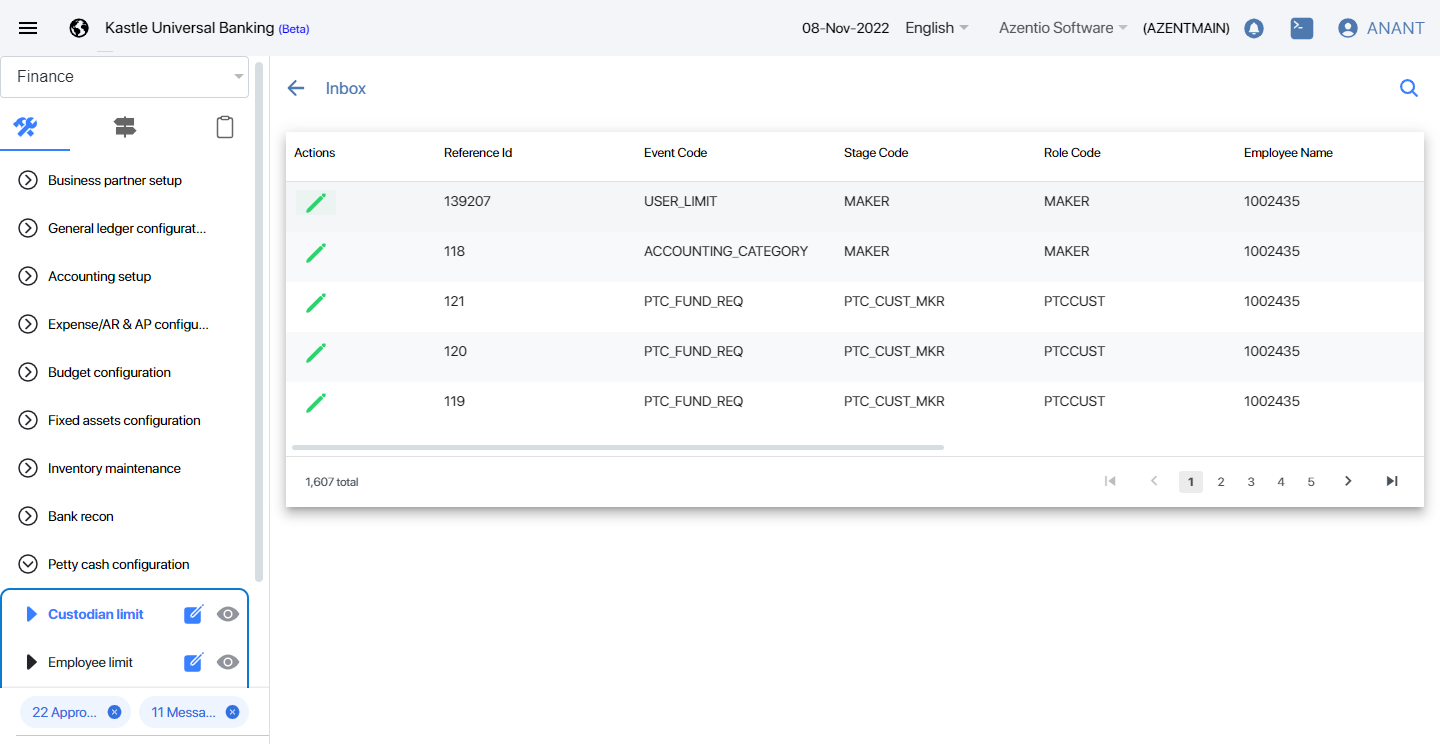 Kastle Universal Banking (Beta)
08-Nov-2022 English Azentio Software (AZENTMAIN) ANANT
Finance
Business partner setup
General ledger configurat...
Accounting setup
Expense/AR & AP configu...
Budget configuration
Fixed assets configuration
Inventory maintenance
Bank recon
Petty cash configuration
Custodian limit
Employee limit
22 Appro... 11 Messa...
Inbox
Actions Reference Id Event Code Stage Code Role Code Employee Name
139207 USER_LIMIT MAKER MAKER 1002435
118 ACCOUNTING_CATEGORY MAKER MAKER 1002435
121 PTC_FUND_REQ PTC_CUST_MKR PTCCUST 1002435
120 PTC_FUND_REQ PTC_CUST_MKR PTCCUST 1002435
119 PTC_FUND_REQ PTC_CUST_MKR PTCCUST 1002435
1,607 total 1 2 3 4 5